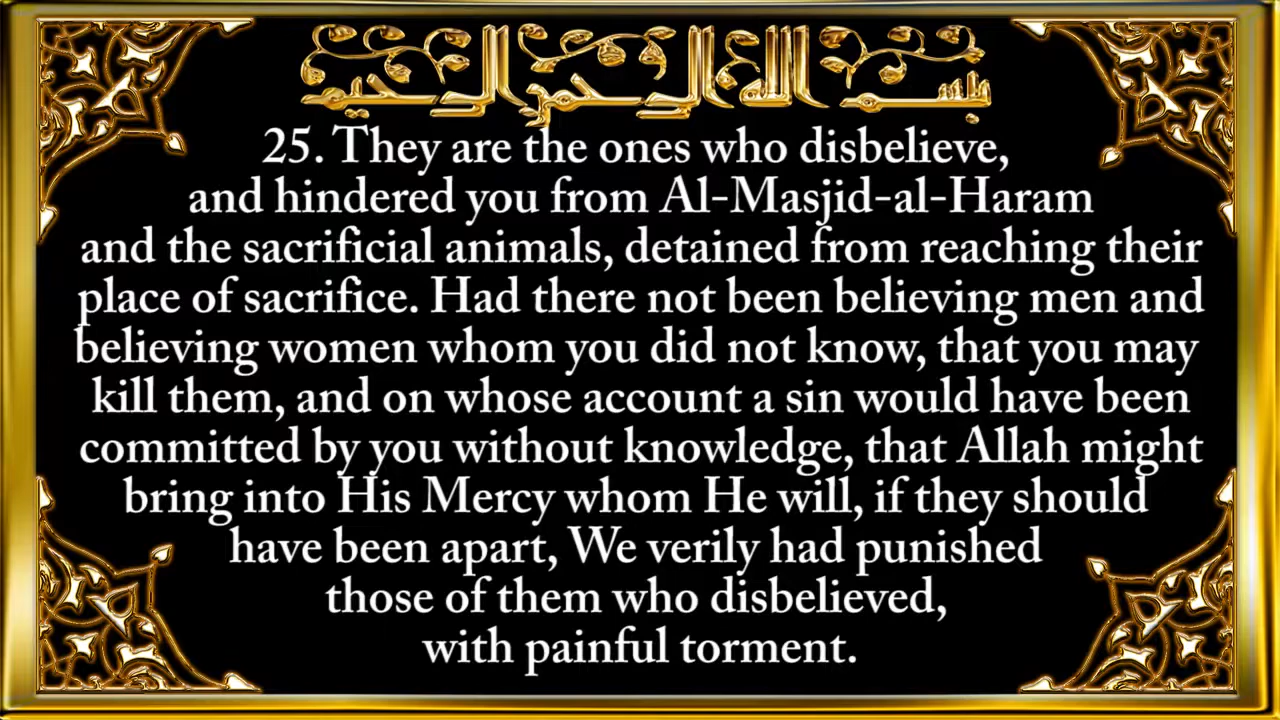 بسم الله الرحمن الرحيم
25. They are the ones who disbelieve,
and hindered you from Al-Masjid-al-Haram
and the sacrificial animals, detained from reaching their
place of sacrifice. Had there not been believing men and
believing women whom you did not know, that you may
kill them, and on whose account a sin would have been
committed by you without knowledge, that Allah might
bring into His Mercy whom He will, if they should
have been apart, We verily had punished
those of them who disbelieved,
with painful torment.